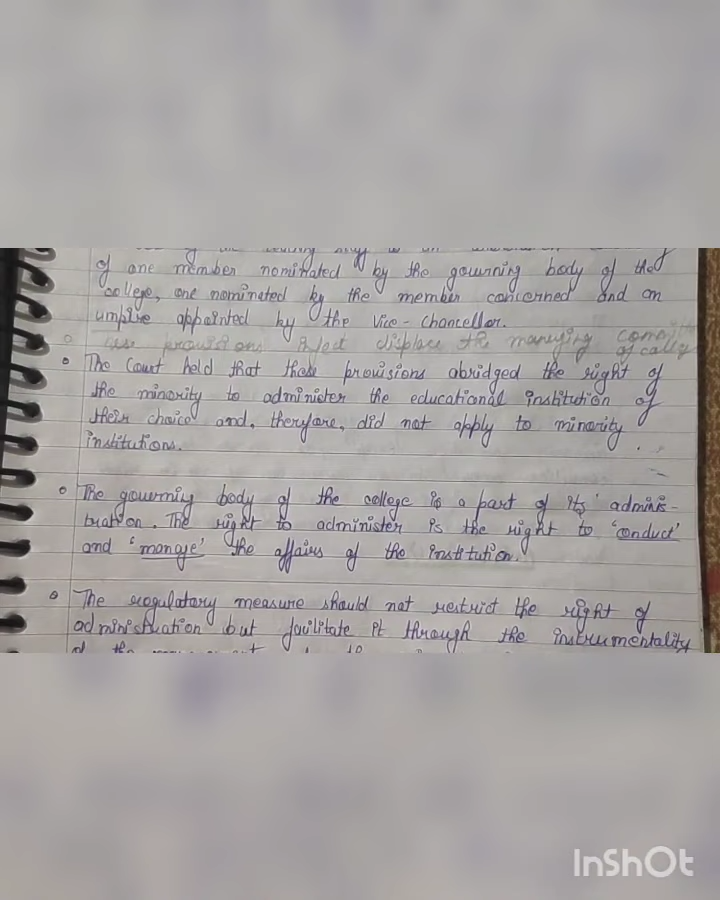 of one member nominated by the governing body of the
college, one nominated by the member concerned and an
umpire appointed by the Vice-chancellor.
provisions displace the managing
The Court held that these provisions abridged the right of
the minority to administer the educational institution of
their choice and, therefore, did not apply to minority
institutions.
The governing body of the college is a part of its adminis-
tration. The right to administer is the right to 'conduct'
and 'manage' the affairs of the institution.
The regulatory measure should not restrict the right of
administration but facilitate it through the instrumentality
InShOt